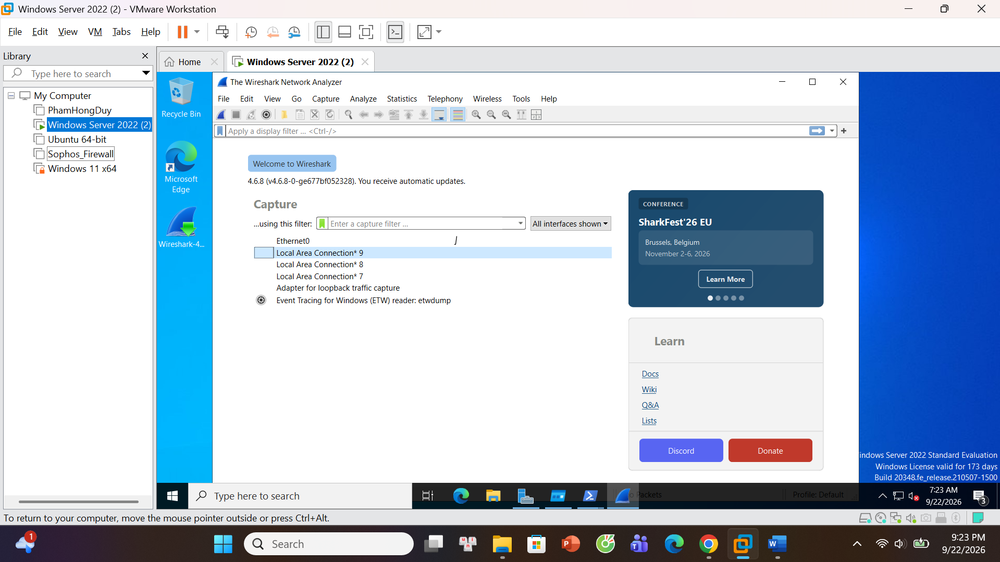 Windows Server 2022 (2) - VMware Workstation
File Edit View VM Tabs Help
Library
Type here to search
My Computer
PhamHongDuy
Windows Server 2022 (2)
Ubuntu 64-bit
Sophos_Firewall
Windows 11 x64
Home
Windows Server 2022 (2)
Recycle Bin
Microsoft
Edge
Wireshark-4...
The Wireshark Network Analyzer
File Edit View Go Capture Analyze Statistics Telephony Wireless Tools Help
Apply a display filter ... <Ctrl-/>
Welcome to Wireshark
4.6.8 (v4.6.8-0-ge677bf052328). You receive automatic updates.
Capture
...using this filter: Enter a capture filter ... All interfaces shown
Ethernet0
Local Area Connection* 9
Local Area Connection* 8
Local Area Connection* 7
Adapter for loopback traffic capture
Event Tracing for Windows (ETW) reader: etwdump
CONFERENCE
SharkFest'26 EU
Brussels, Belgium
November 2-6, 2026
Learn More
Learn
Docs
Wiki
Q&A
Lists
Discord Donate
indows Server 2022 Standard Evaluation
Windows License valid for 173 days
Build 20348.fe_release.210507-1500
Type here to search
o Packets
Profile: Default
7:23 AM
9/22/2026
3
To return to your computer, move the mouse pointer outside or press Ctrl+Alt.
1
Search
9:23 PM
9/22/2026